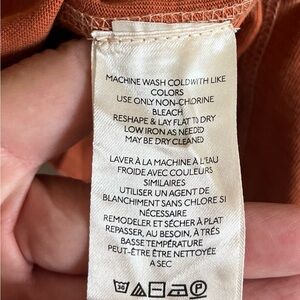 MACHINE WASH COLD WITH LIKE
COLORS
USE ONLY NON-CHLORINE
BLEACH
RESHAPE & LAY FLAT TO DRY
LOW IRON AS NEEDED
MAY BE DRY CLEANED
LAVER À LA MACHINE À L'EAU
FROIDE AVEC COULEURS
SIMILAIRES
UTILISER UN AGENT DE
BLANCHIMENT SANS CHLORE SI
NÉCESSAIRE
REMODELER ET SÉCHER À PLAT
REPASSER, AU BESOIN, À TRÉS
BASSE TEMPÉRATURE
PEUT-ÊTRE ÊTRE NETTOYÉE
A SEC
30 P